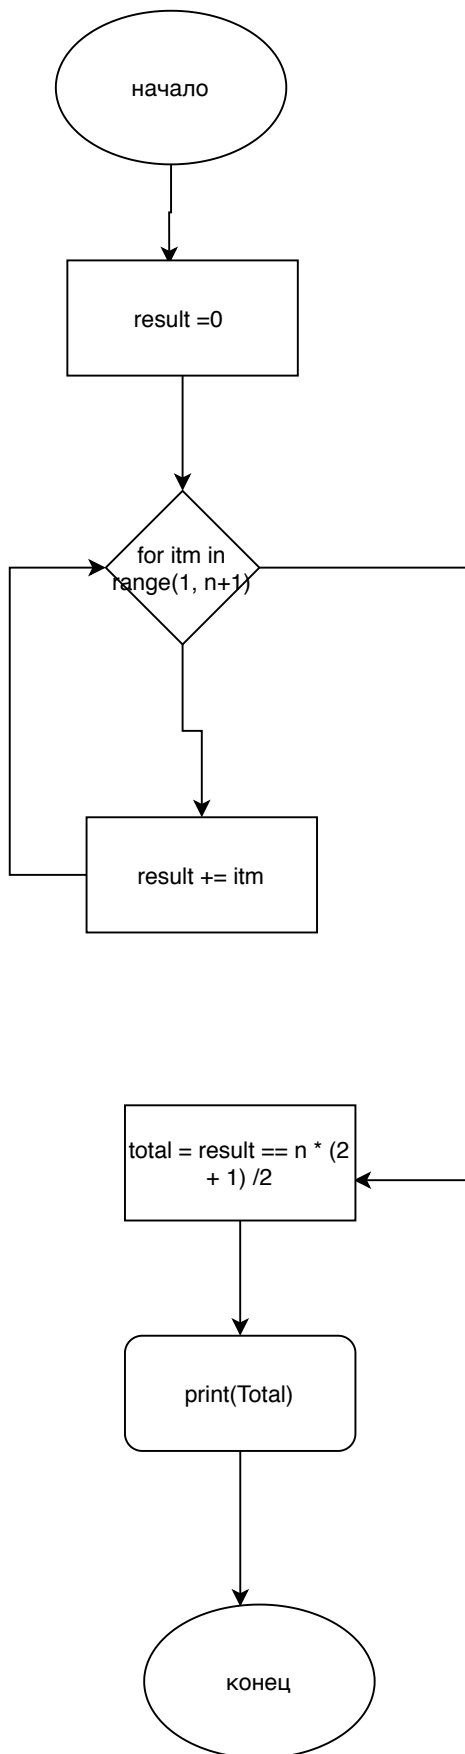 начало
result =0
for itm in
range(1, n+1)
result += itm
total = result == n * (2
+ 1) /2
print(Total)
конец